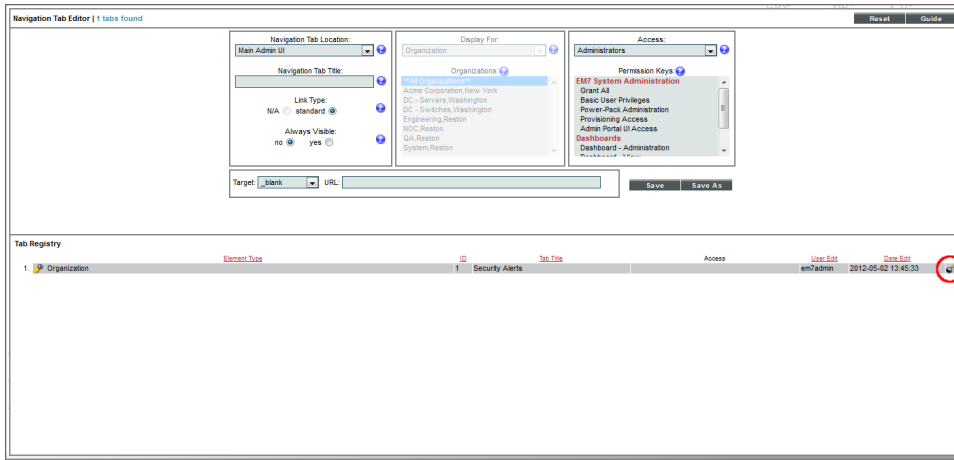 Navigation Tab Editor | 1 tabs found
Reset Guide
Navigation Tab Location:
Main Admin UI
Navigation Tab Title:
Link Type:
N/A standard
Always Visible:
no yes
Display For:
Organization
Organizations:
**All Organizations**
Acme Corporation,New York
DC - Servers,Washington
DC - Switches,Washington
Engineering,Reston
NOC,Reston
QA,Reston
System,Reston
Access:
Administrators
Permission Keys:
EM7 System Administration
Grant All
Basic User Privileges
Power-Pack Administration
Provisioning Access
Admin Portal UI Access
Dashboards
Dashboard - Administration
Dashboard - View
Target: _blank URL:
Save Save As
Tab Registry
Element Type ID Tab Title Access User Edit Date Edit
1. Organization 1 Security Alerts em7admin 2012-05-02 13:45:33